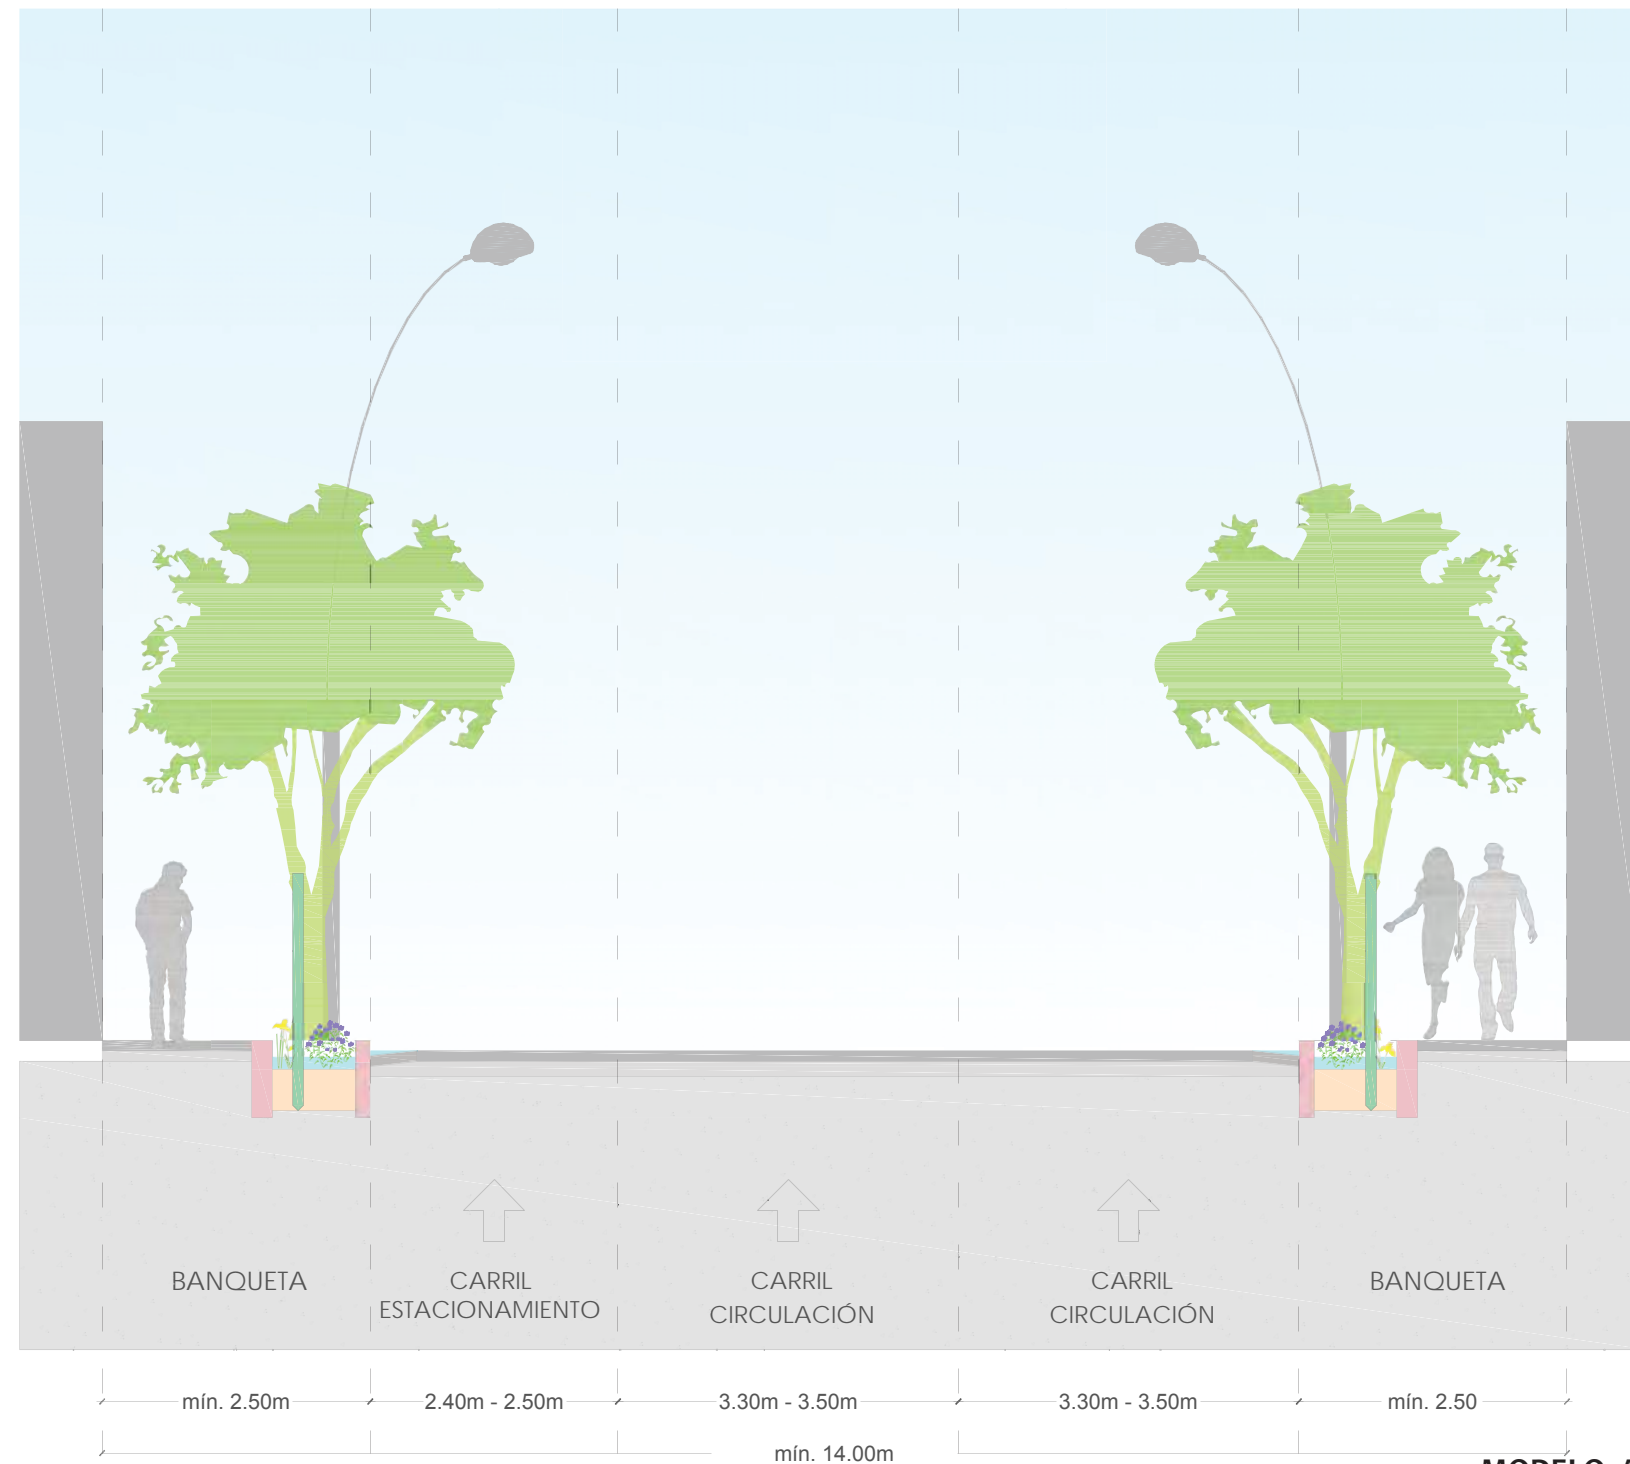 BANQUETA
CARRIL
ESTACIONAMIENTO
CARRIL
CIRCULACIÓN
CARRIL
CIRCULACIÓN
BANQUETA
mín. 2.50m
2.40m - 2.50m
3.30m - 3.50m
3.30m - 3.50m
mín. 2.50
mín. 14.00m
MODELO